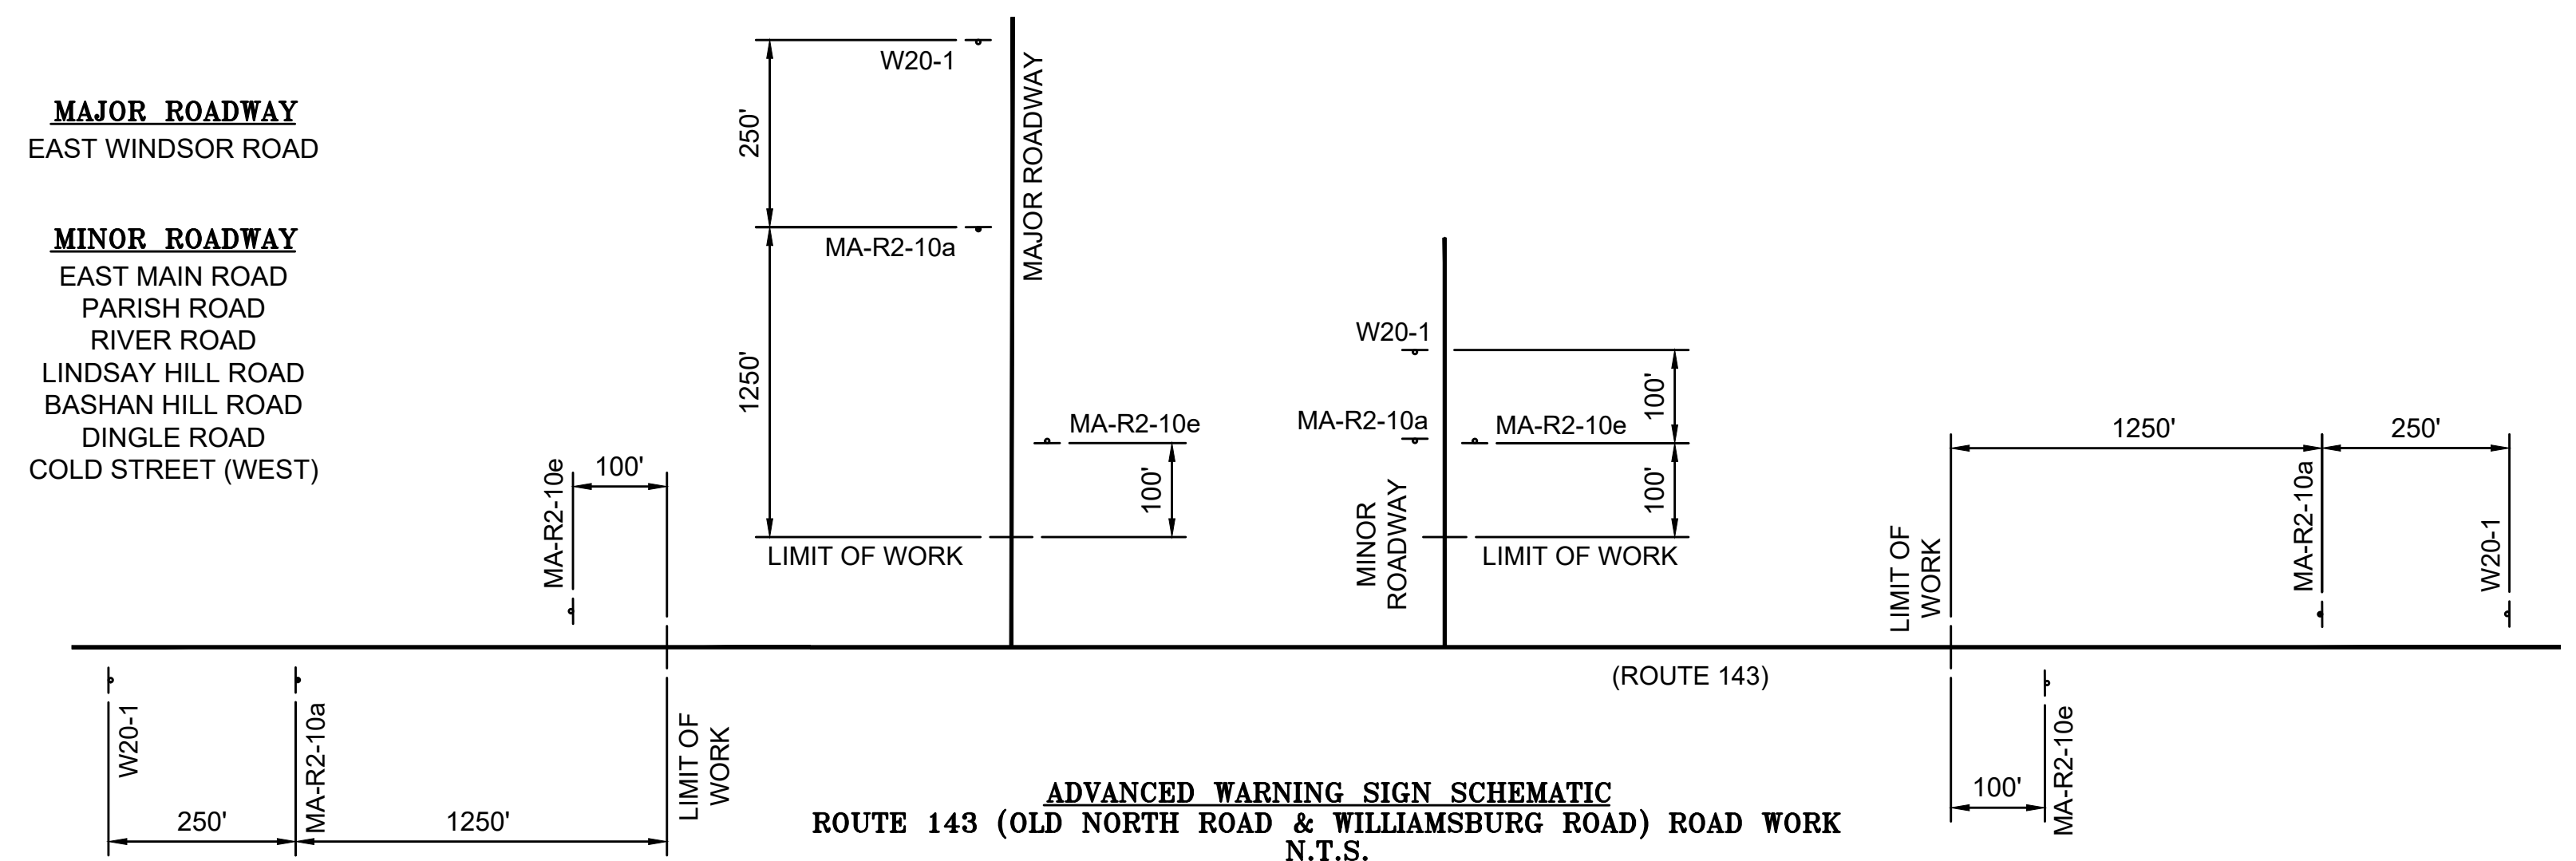 MAJOR ROADWAY
EAST WINDSOR ROAD
MINOR ROADWAY
EAST MAIN ROAD
PARISH ROAD
RIVER ROAD
LINDSAY HILL ROAD
BASHAN HILL ROAD
DINGLE ROAD
COLD STREET (WEST)
W20-1
250'
MA-R2-10a
1250'
MAJOR ROADWAY
MA-R2-10e
100'
LIMIT OF WORK
W20-1
MA-R2-10a
MA-R2-10e
100'
100'
MINOR
ROADWAY
LIMIT OF WORK
MA-R2-10e
100'
LIMIT OF
WORK
1250'
250'
MA-R2-10a
W20-1
(ROUTE 143)
W20-1
MA-R2-10a
250'
1250'
LIMIT OF
WORK
100'
MA-R2-10e
ADVANCED WARNING SIGN SCHEMATIC
ROUTE 143 (OLD NORTH ROAD & WILLIAMSBURG ROAD) ROAD WORK
N.T.S.